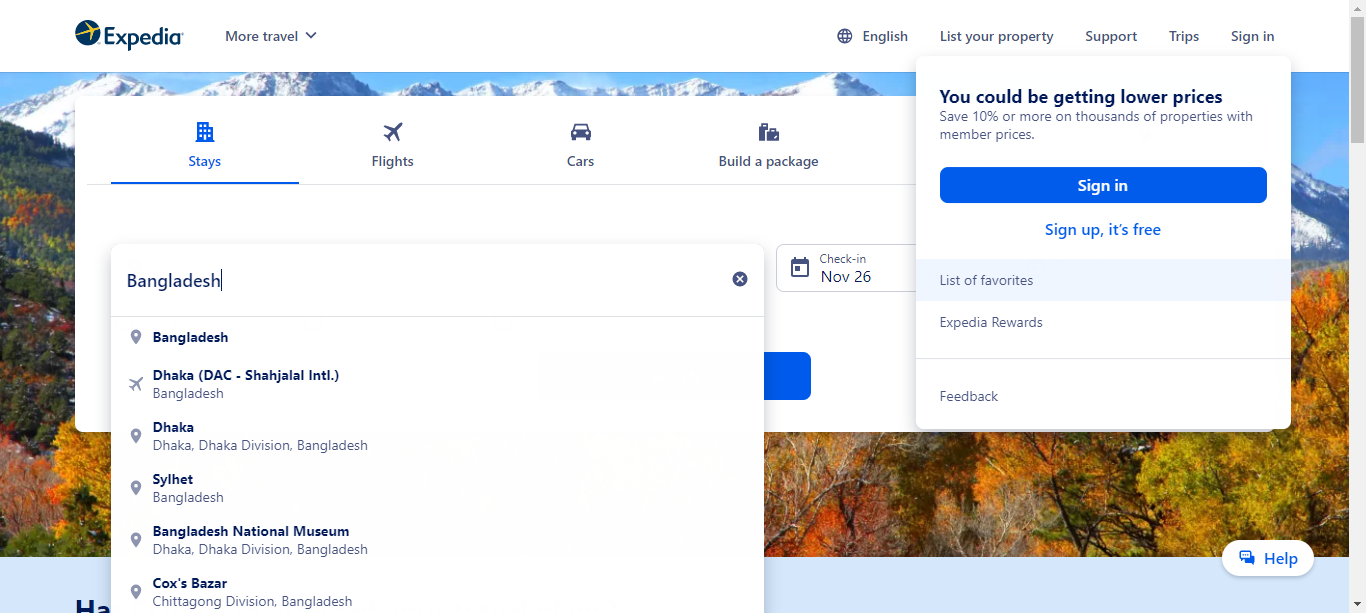 Expedia
More travel
English
List your property
Support
Trips
Sign in
You could be getting lower prices
Save 10% or more on thousands of properties with
member prices.
Sign in
Sign up, it's free
List of favorites
Expedia Rewards
Feedback
Stays
Flights
Cars
Build a package
Bangladesh
Check-in
Nov 26
Bangladesh
Dhaka (DAC - Shahjalal Intl.)
Bangladesh
Dhaka
Dhaka, Dhaka Division, Bangladesh
Sylhet
Bangladesh
Bangladesh National Museum
Dhaka, Dhaka Division, Bangladesh
Cox's Bazar
Chittagong Division, Bangladesh
Help